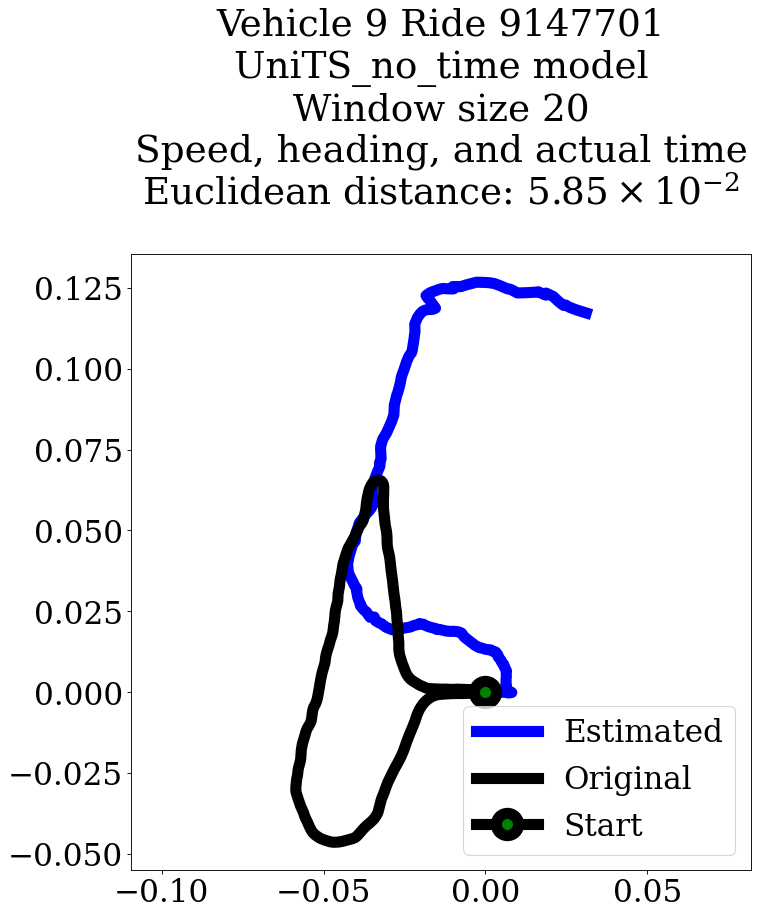 Vehicle 9 Ride 9147701
UniTS_no_time model
Window size 20
Speed, heading, and actual time
Euclidean distance: 5.85 × 10⁻²
0.125
0.100
0.075
0.050
0.025
0.000
−0.025
−0.050
Estimated
Original
Start
−0.10
−0.05
0.00
0.05